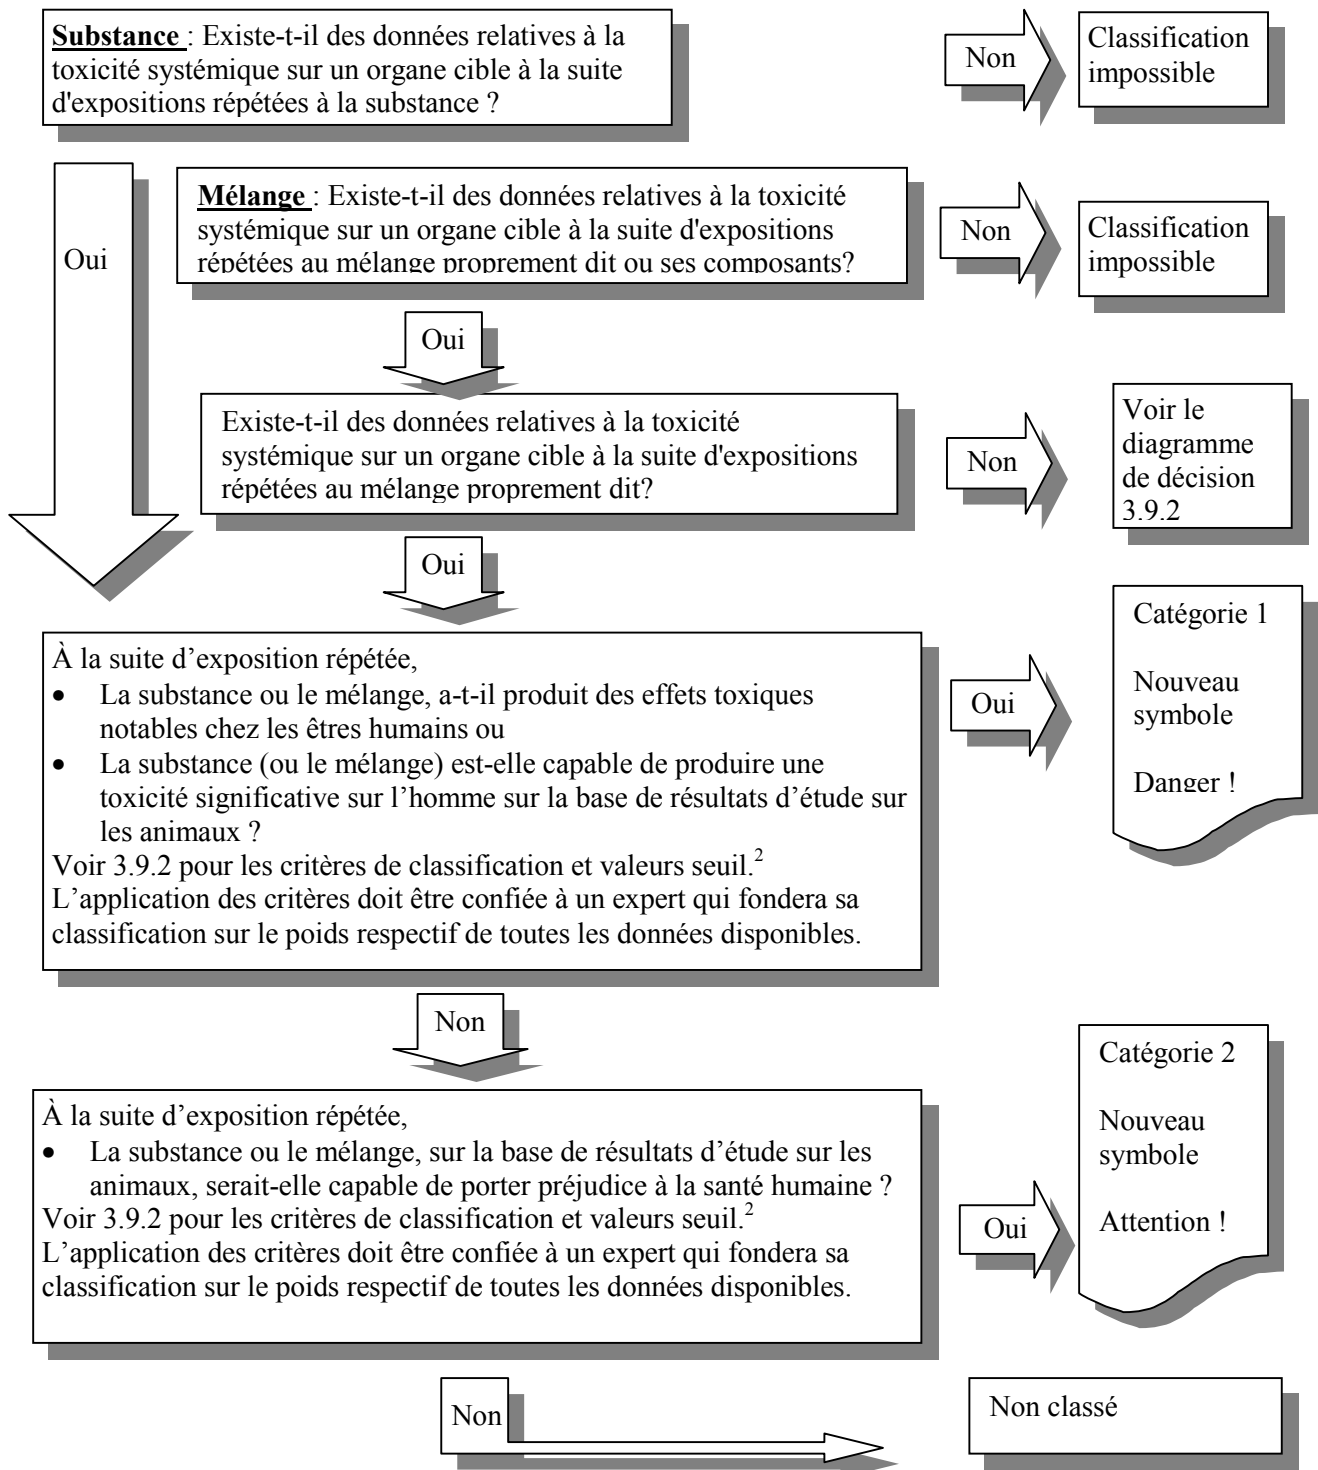 Substance : Existe-t-il des données relatives à la
toxicité systémique sur un organe cible à la suite
d'expositions répétées à la substance ?
Non
Classification
impossible
Oui
Mélange : Existe-t-il des données relatives à la toxicité
systémique sur un organe cible à la suite d'expositions
répétées au mélange proprement dit ou ses composants?
Non
Classification
impossible
Oui
Existe-t-il des données relatives à la toxicité
systémique sur un organe cible à la suite d'expositions
répétées au mélange proprement dit?
Non
Voir le
diagramme
de décision
3.9.2
Oui
À la suite d’exposition répétée,
• La substance ou le mélange, a-t-il produit des effets toxiques
notables chez les êtres humains ou
• La substance (ou le mélange) est-elle capable de produire une
toxicité significative sur l’homme sur la base de résultats d’étude sur
les animaux ?
Voir 3.9.2 pour les critères de classification et valeurs seuil.²
L’application des critères doit être confiée à un expert qui fondera sa
classification sur le poids respectif de toutes les données disponibles.
Oui
Catégorie 1
Nouveau
symbole
Danger !
Non
À la suite d’exposition répétée,
• La substance ou le mélange, sur la base de résultats d’étude sur les
animaux, serait-elle capable de porter préjudice à la santé humaine ?
Voir 3.9.2 pour les critères de classification et valeurs seuil.²
L’application des critères doit être confiée à un expert qui fondera sa
classification sur le poids respectif de toutes les données disponibles.
Oui
Catégorie 2
Nouveau
symbole
Attention !
Non
Non classé